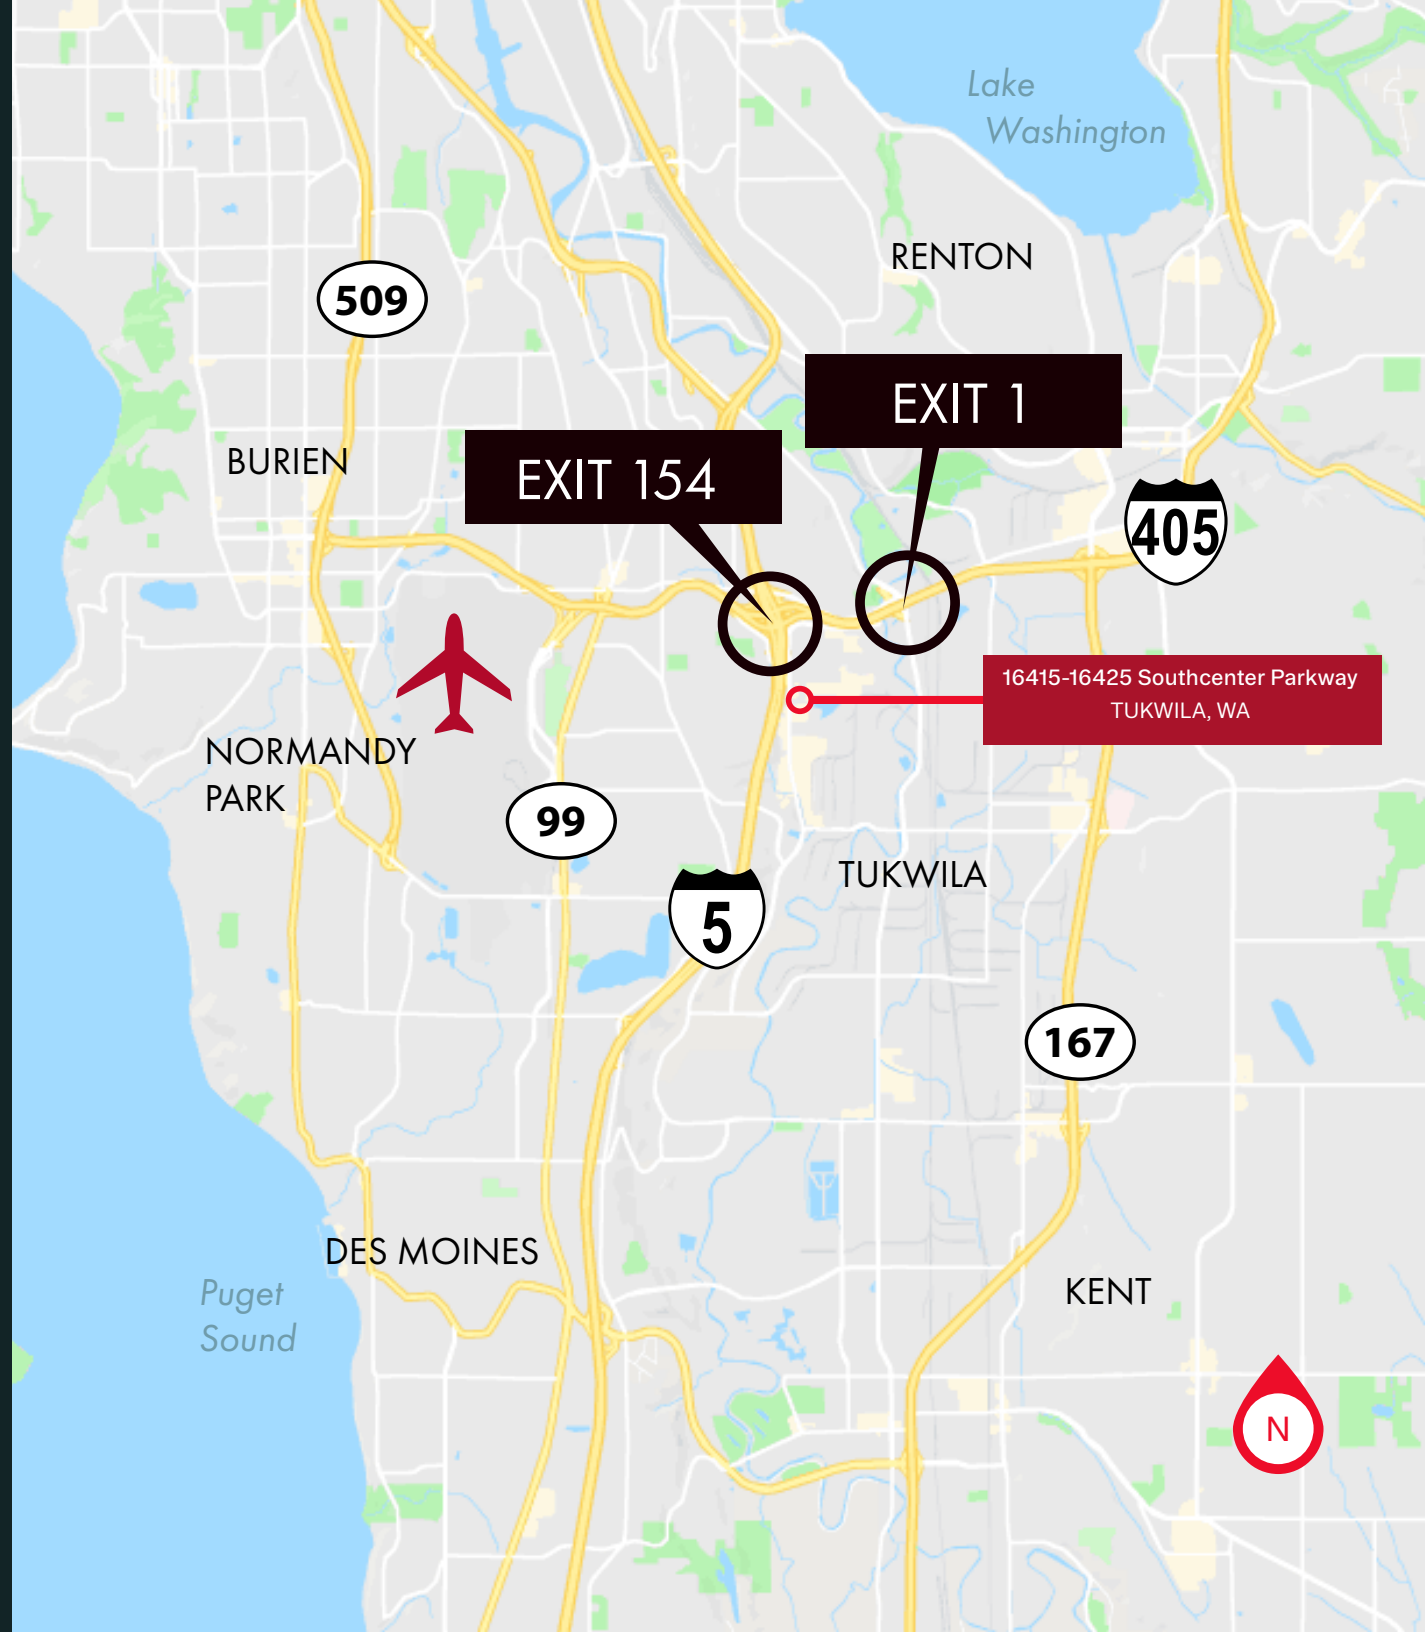 Lake
Washington
RENTON
509
EXIT 1
BURIEN
EXIT 154
405
16415-16425 Southcenter Parkway
TUKWILA, WA
NORMANDY
PARK
99
TUKWILA
5
167
DES MOINES
Puget
Sound
KENT
N